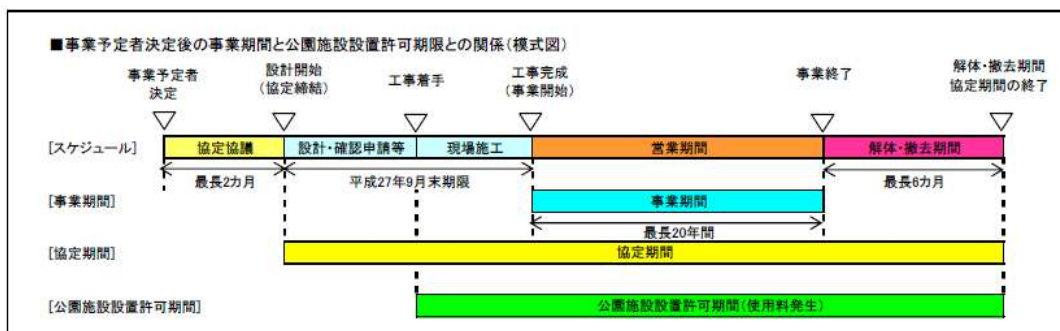 ■事業予定者決定後の事業期間と公園施設設置許可期限との関係(模式図)
事業予定者
決定
設計開始
(協定締結)
工事着手
工事完成
(事業開始)
事業終了
解体・撤去期間
協定期間の終了
[スケジュール]
協定協議
設計・確認申請等
現場施工
営業期間
解体・撤去期間
最長2カ月
平成27年9月末期限
最長6カ月
[事業期間]
事業期間
最長20年間
[協定期間]
協定期間
[公園施設設置許可期間]
公園施設設置許可期間(使用料発生)